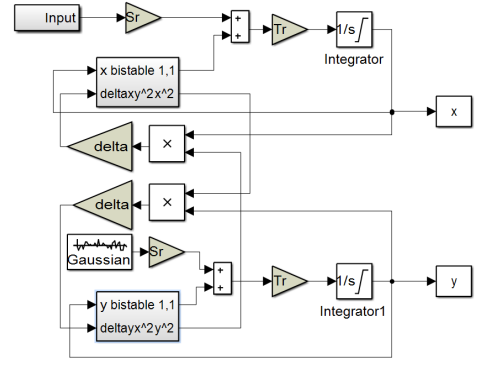 Input
Sr
+
+
Tr
1/s
Integrator
x bistable 1,1
deltaxy^2x^2
x
delta
×
delta
×
Gaussian
Sr
+
+
Tr
1/s
Integrator1
y
y bistable 1,1
deltayx^2y^2